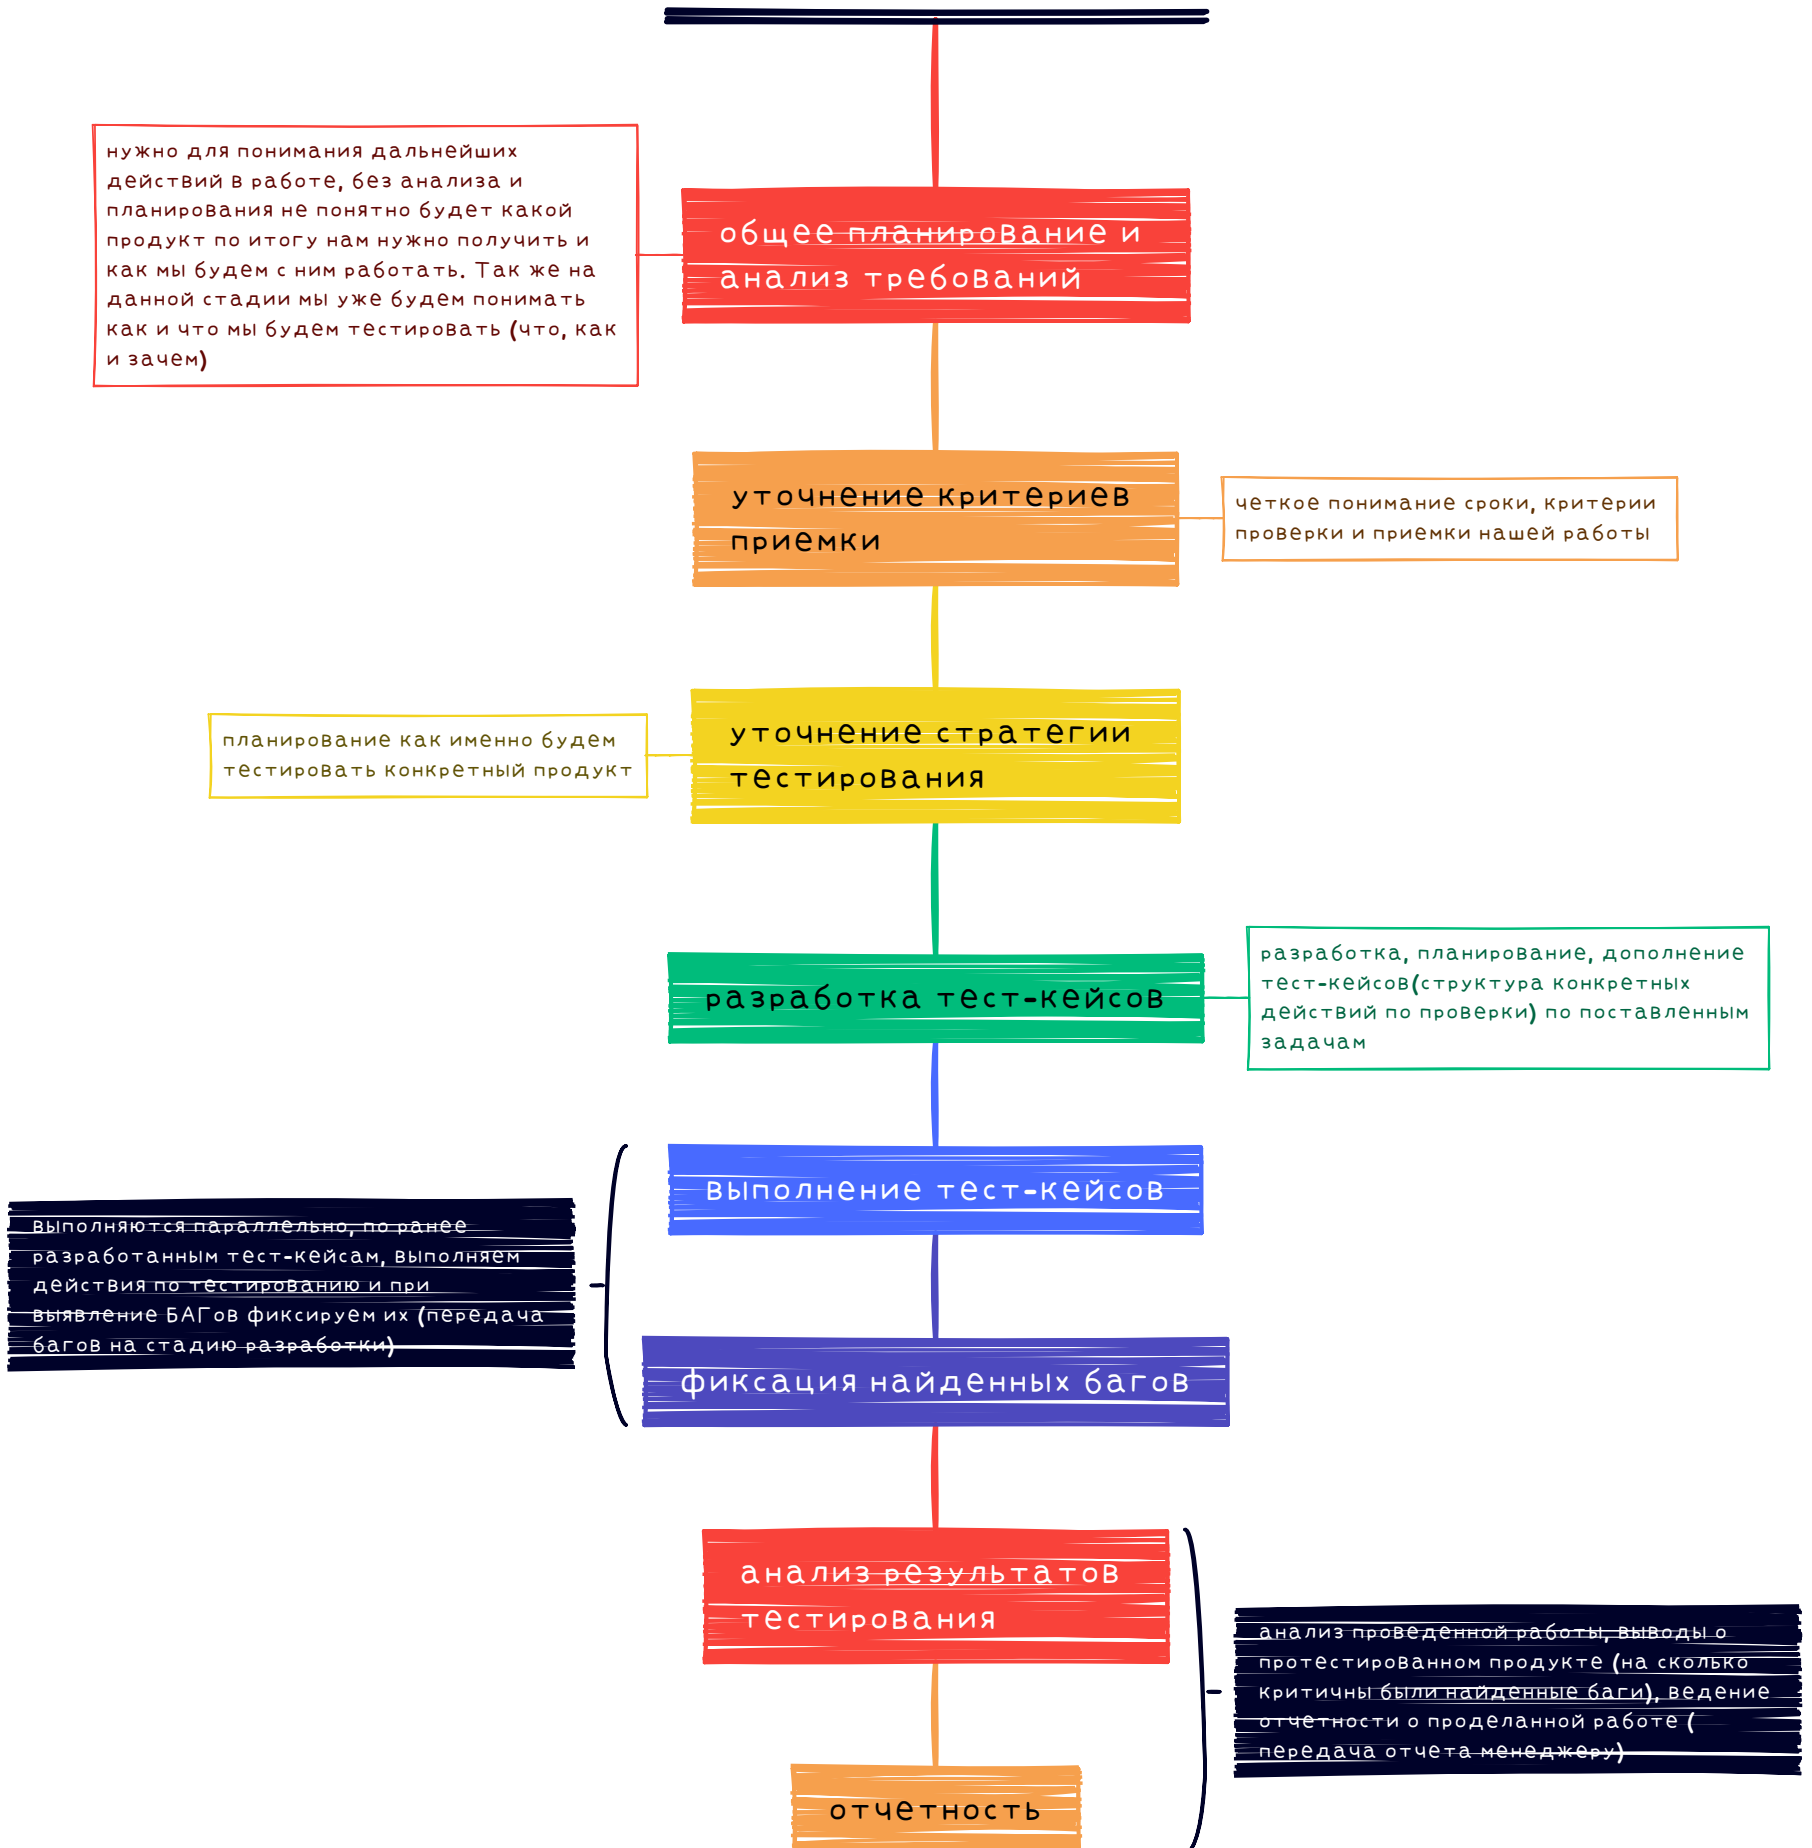 нужно для понимания дальнейших
действий в работе, без анализа и
планирования не понятно будет какой
продукт по итогу нам нужно получить и
как мы будем с ним работать. Так же на
данной стадии мы уже будем понимать
как и что мы будем тестировать (что, как
и зачем)
общее планирование и
анализ требований
уточнение критериев
приемки
четкое понимание сроки, критерии
проверки и приемки нашей работы
планирование как именно будем
тестировать конкретный продукт
уточнение стратегии
тестирования
разработка тест-кейсов
разработка, планирование, дополнение
тест-кейсов(структура конкретных
действий по проверки) по поставленным
задачам
выполнение тест-кейсов
выполняются параллельно, по ранее
разработанным тест-кейсам, выполняем
действия по тестированию и при
выявление БАГов фиксируем их (передача
багов на стадию разработки)
фиксация найденных багов
анализ результатов
тестирования
анализ проведенной работы, выводы о
протестированном продукте (на сколько
критичны были найденные баги), ведение
отчетности о проделанной работе (
передача отчета менеджеру)
отчетность